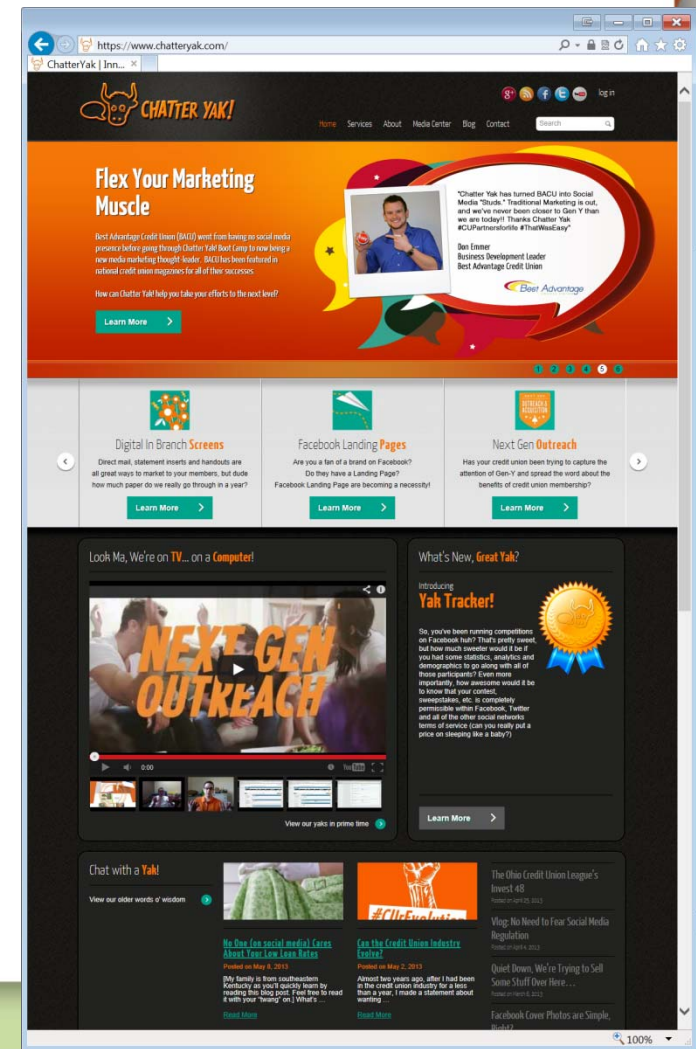 https://www.chatteryak.com/
ChatterYak | Inn...
CHATTER YAK!
log in
Home Services About Media Center Blog Contact
Search
Flex Your Marketing
Muscle
Best Advantage Credit Union (BACU) went from having no social media
presence before going through Chatter Yak! Boot Camp to now being a
new media marketing thought-leader. BACU has been featured in
national credit union magazines for all of their successes.
How can Chatter Yak! help you take your efforts to the next level?
Learn More
"Chatter Yak has turned BACU into Social
Media "Studs." Traditional Marketing is out,
and we've never been closer to Gen Y than
we are today!! Thanks Chatter Yak
#CUPartnersforlife #ThatWasEasy"
Don Emmer
Business Development Leader
Best Advantage Credit Union
Best Advantage
1 2 3 4 5 6
Digital In Branch Screens
Direct mail, statement inserts and handouts are
all great ways to market to your members, but dude
how much paper do we really go through in a year?
Learn More
Facebook Landing Pages
Are you a fan of a brand on Facebook?
Do they have a Landing Page?
Facebook Landing Page are becoming a necessity!
Learn More
OUTREACH &
ACQUISITION
Next Gen Outreach
Has your credit union been trying to capture the
attention of Gen-Y and spread the word about the
benefits of credit union membership?
Learn More
Look Ma, We're on TV... on a Computer!
NEXT GEN
OUTREACH
0:00
YouTube
View our yaks in prime time
What's New, Great Yak?
Introducing
Yak Tracker!
So, you've been running competitions
on Facebook huh? That's pretty sweet,
but how much sweeter would it be if
you had some statistics, analytics and
demographics to go along with all of
those participants? Even more
importantly, how awesome would it be
to know that your contest,
sweepstakes, etc. is completely
permissible within Facebook, Twitter
and all of the other social networks
terms of service (can you really put a
price on sleeping like a baby?)
Learn More
Chat with a Yak!
View our older words o' wisdom
No One (on social media) Cares
About Your Low Loan Rates
Posted on May 8, 2013
[My family is from southeastern
Kentucky as you'll quickly learn by
reading this blog post. Feel free to read
it with your "twang" on.] What's ...
Read More
#CUrEvolution
Can the Credit Union Industry
Evolve?
Posted on May 2, 2013
Almost two years ago, after I had been
in the credit union industry for a less
than a year, I made a statement about
wanting ...
Read More
The Ohio Credit Union League's
Invest 48
Posted on April 25, 2013
Vlog: No Need to Fear Social Media
Regulation
Posted on April 4, 2013
Quiet Down, We're Trying to Sell
Some Stuff Over Here...
Posted on March 8, 2013
Facebook Cover Photos are Simple,
Right?
100%